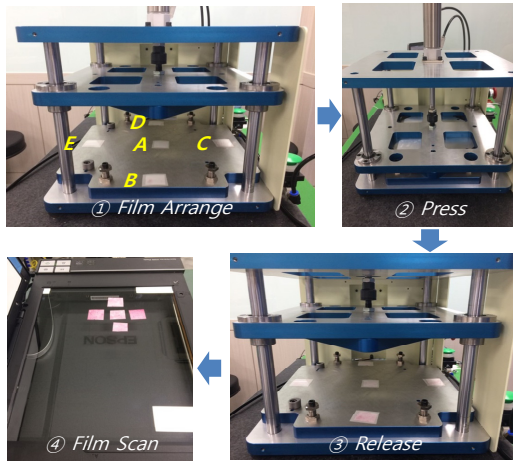 D
E
A
C
B
① Film Arrange
② Press
EPSON
④ Film Scan
③ Release